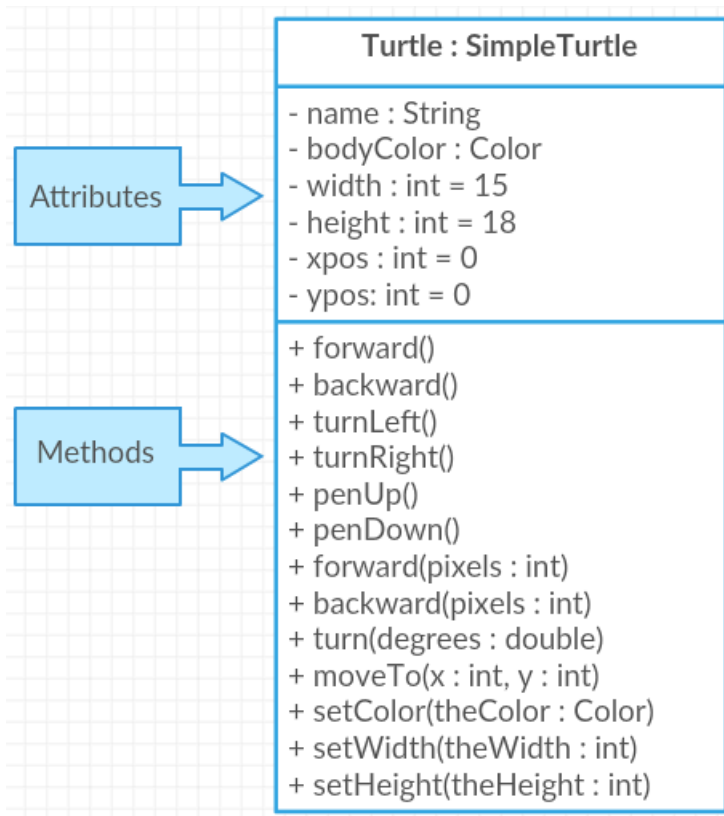 Turtle : SimpleTurtle
Attributes
- name : String
- bodyColor : Color
- width : int = 15
- height : int = 18
- xpos : int = 0
- ypos: int = 0
Methods
+ forward()
+ backward()
+ turnLeft()
+ turnRight()
+ penUp()
+ penDown()
+ forward(pixels : int)
+ backward(pixels : int)
+ turn(degrees : double)
+ moveTo(x : int, y : int)
+ setColor(theColor : Color)
+ setWidth(theWidth : int)
+ setHeight(theHeight : int)